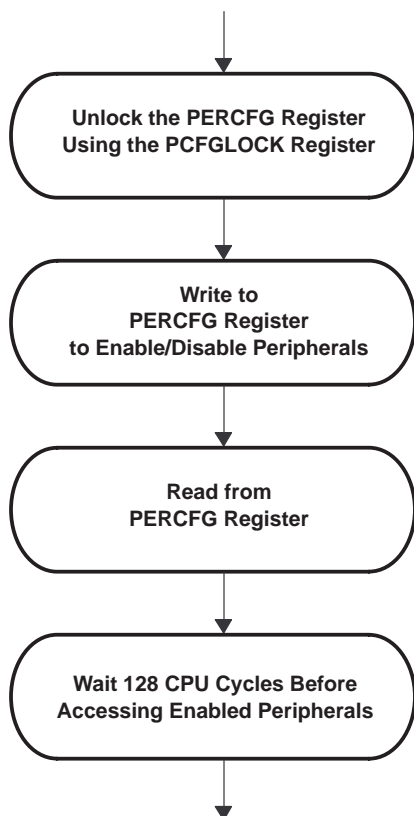 Unlock the PERCFG Register
Using the PCFGLOCK Register
Write to
PERCFG Register
to Enable/Disable Peripherals
Read from
PERCFG Register
Wait 128 CPU Cycles Before
Accessing Enabled Peripherals